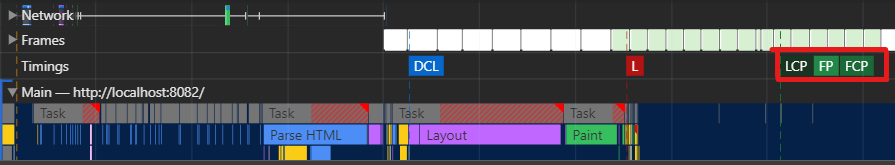 Network
Frames
Timings DCL L LCP FP FCP
Main — http://localhost:8082/
Task Task Task Task
Parse HTML Layout Paint